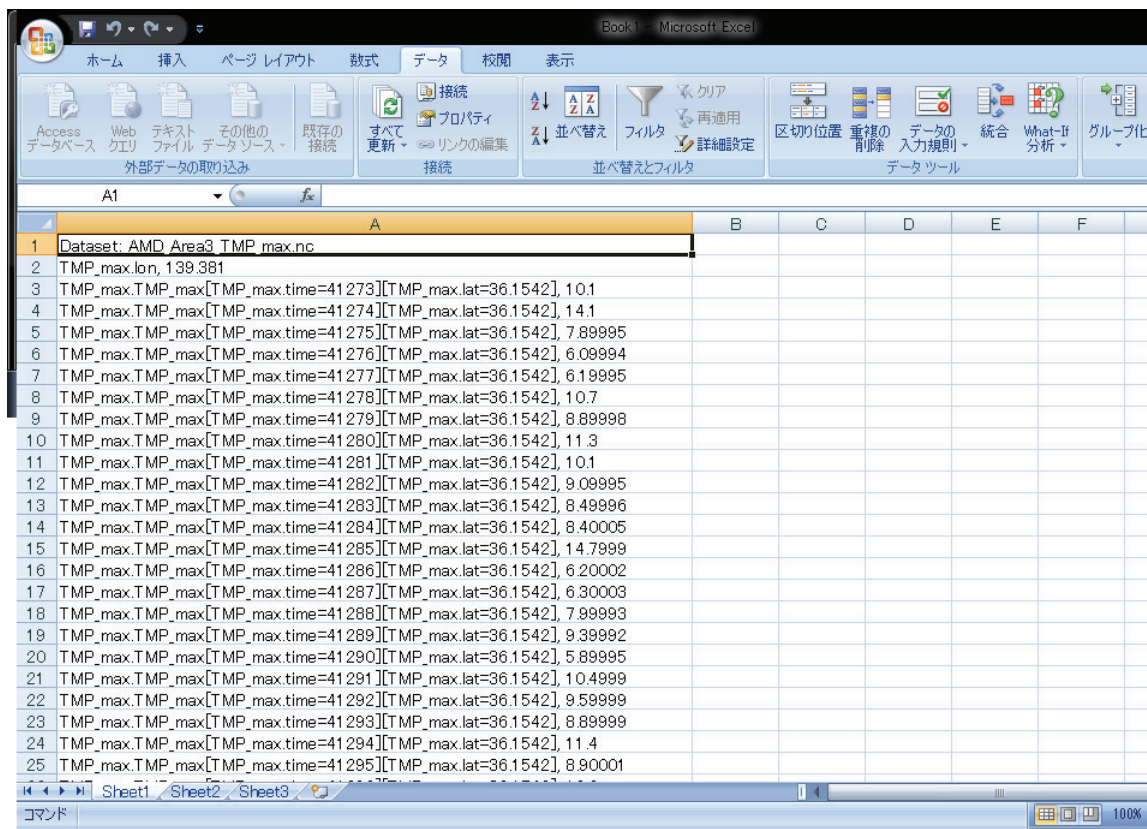 Book1 - Microsoft Excel
ホーム 挿入 ページ レイアウト 数式 データ 校閲 表示
Access データベース
Web クエリ
テキスト ファイル
その他の データ ソース
既存の 接続
外部データの取り込み
すべて 更新
接続
プロパティ
リンクの編集
接続
並べ替え
フィルタ
クリア
再適用
詳細設定
並べ替えとフィルタ
区切り位置
重複の 削除
データの 入力規則
統合
What-If 分析
データ ツール
グループ化
A1 fx
A B C D E F
1 Dataset: AMD_Area3_TMP_max.nc
2 TMP_max.lon, 139.381
3 TMP_max.TMP_max[TMP_max.time=41273][TMP_max.lat=36.1542], 10.1
4 TMP_max.TMP_max[TMP_max.time=41274][TMP_max.lat=36.1542], 14.1
5 TMP_max.TMP_max[TMP_max.time=41275][TMP_max.lat=36.1542], 7.89995
6 TMP_max.TMP_max[TMP_max.time=41276][TMP_max.lat=36.1542], 6.09994
7 TMP_max.TMP_max[TMP_max.time=41277][TMP_max.lat=36.1542], 6.19995
8 TMP_max.TMP_max[TMP_max.time=41278][TMP_max.lat=36.1542], 10.7
9 TMP_max.TMP_max[TMP_max.time=41279][TMP_max.lat=36.1542], 8.89998
10 TMP_max.TMP_max[TMP_max.time=41280][TMP_max.lat=36.1542], 11.3
11 TMP_max.TMP_max[TMP_max.time=41281][TMP_max.lat=36.1542], 10.1
12 TMP_max.TMP_max[TMP_max.time=41282][TMP_max.lat=36.1542], 9.09995
13 TMP_max.TMP_max[TMP_max.time=41283][TMP_max.lat=36.1542], 8.49996
14 TMP_max.TMP_max[TMP_max.time=41284][TMP_max.lat=36.1542], 8.40005
15 TMP_max.TMP_max[TMP_max.time=41285][TMP_max.lat=36.1542], 14.7999
16 TMP_max.TMP_max[TMP_max.time=41286][TMP_max.lat=36.1542], 6.20002
17 TMP_max.TMP_max[TMP_max.time=41287][TMP_max.lat=36.1542], 6.30003
18 TMP_max.TMP_max[TMP_max.time=41288][TMP_max.lat=36.1542], 7.99993
19 TMP_max.TMP_max[TMP_max.time=41289][TMP_max.lat=36.1542], 9.39992
20 TMP_max.TMP_max[TMP_max.time=41290][TMP_max.lat=36.1542], 5.89995
21 TMP_max.TMP_max[TMP_max.time=41291][TMP_max.lat=36.1542], 10.4999
22 TMP_max.TMP_max[TMP_max.time=41292][TMP_max.lat=36.1542], 9.59999
23 TMP_max.TMP_max[TMP_max.time=41293][TMP_max.lat=36.1542], 8.89999
24 TMP_max.TMP_max[TMP_max.time=41294][TMP_max.lat=36.1542], 11.4
25 TMP_max.TMP_max[TMP_max.time=41295][TMP_max.lat=36.1542], 8.90001
Sheet1 Sheet2 Sheet3
コマンド 100%